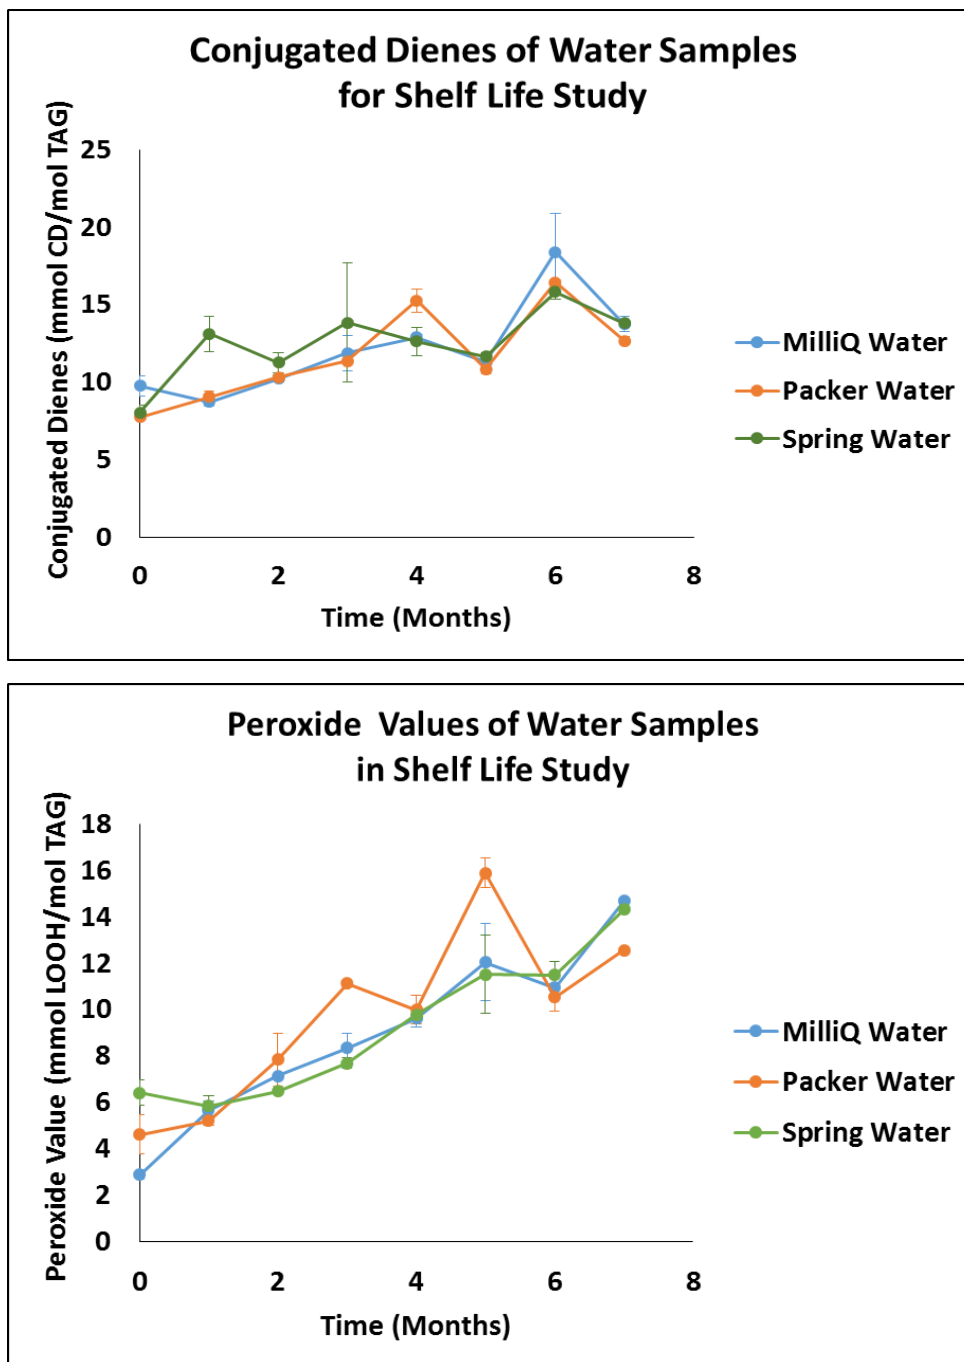 Conjugated Dienes of Water Samples
for Shelf Life Study
Conjugated Dienes (mmol CD/mol TAG)
25
20
15
10
5
0
0 2 4 6 8
Time (Months)
MilliQ Water
Packer Water
Spring Water
Peroxide Values of Water Samples
in Shelf Life Study
Peroxide Value (mmol LOOH/mol TAG)
18
16
14
12
10
8
6
4
2
0
0 2 4 6 8
Time (Months)
MilliQ Water
Packer Water
Spring Water